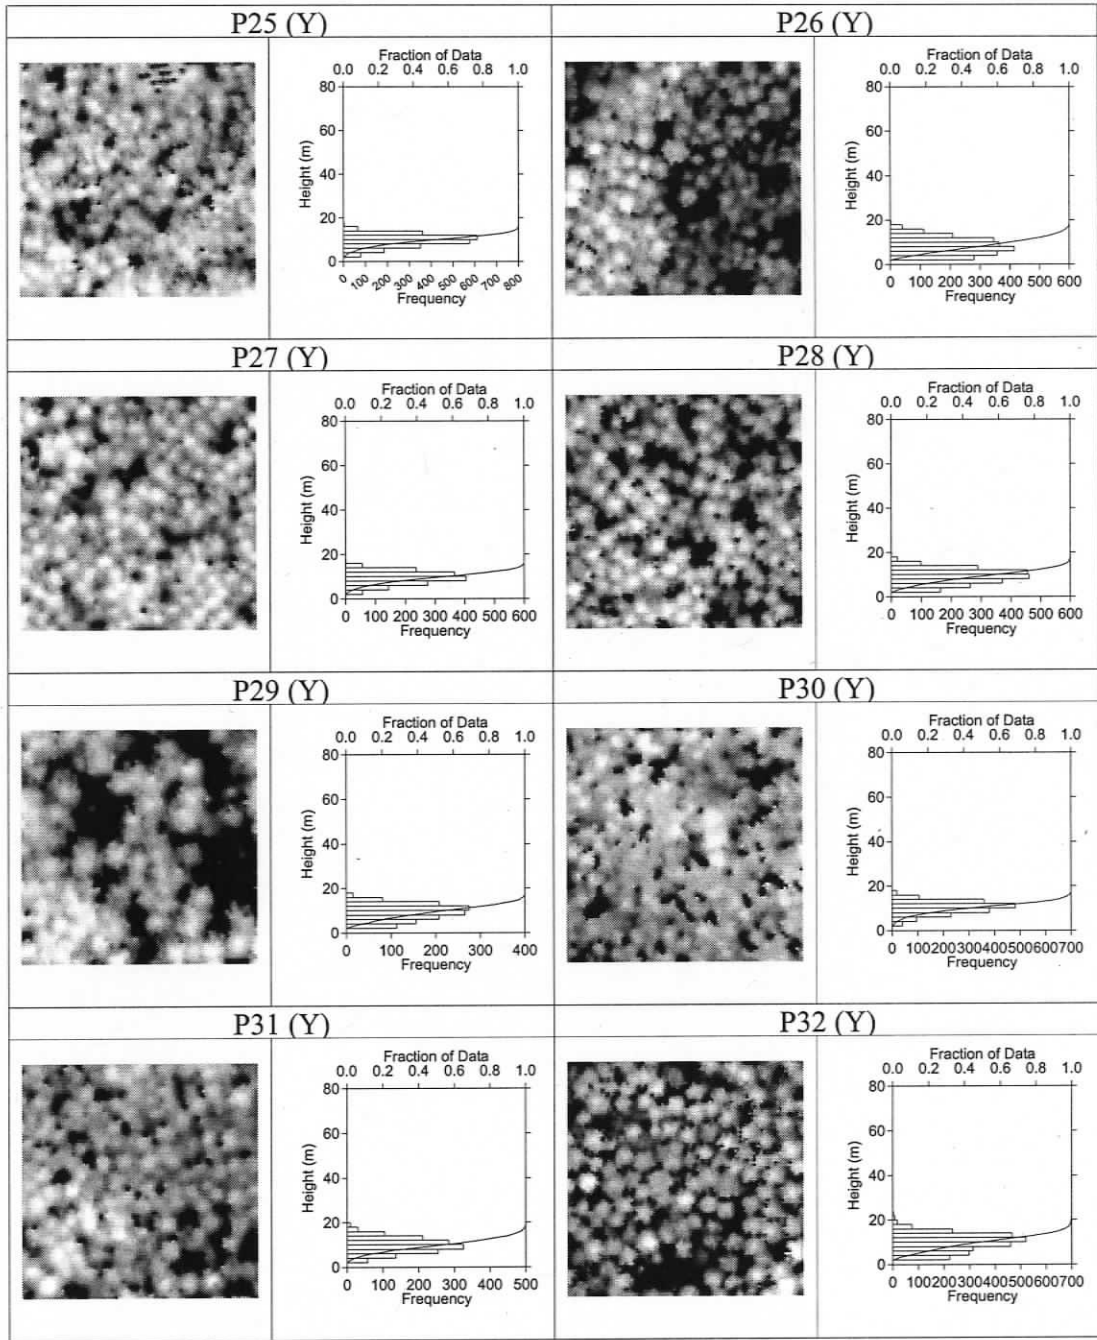 P25 (Y)
Fraction of Data
0.0 0.2 0.4 0.6 0.8 1.0
80
60
40
20
0
Height (m)
0 100 200 300 400 500 600 700 800
Frequency
P26 (Y)
Fraction of Data
0.0 0.2 0.4 0.6 0.8 1.0
80
60
40
20
0
Height (m)
0 100 200 300 400 500 600
Frequency
P27 (Y)
Fraction of Data
0.0 0.2 0.4 0.6 0.8 1.0
80
60
40
20
0
Height (m)
0 100 200 300 400 500 600
Frequency
P28 (Y)
Fraction of Data
0.0 0.2 0.4 0.6 0.8 1.0
80
60
40
20
0
Height (m)
0 100 200 300 400 500 600
Frequency
P29 (Y)
Fraction of Data
0.0 0.2 0.4 0.6 0.8 1.0
80
60
40
20
0
Height (m)
0 100 200 300 400
Frequency
P30 (Y)
Fraction of Data
0.0 0.2 0.4 0.6 0.8 1.0
80
60
40
20
0
Height (m)
0 100200300400500600700
Frequency
P31 (Y)
Fraction of Data
0.0 0.2 0.4 0.6 0.8 1.0
80
60
40
20
0
Height (m)
0 100 200 300 400 500
Frequency
P32 (Y)
Fraction of Data
0.0 0.2 0.4 0.6 0.8 1.0
80
60
40
20
0
Height (m)
0 100200300400500600700
Frequency